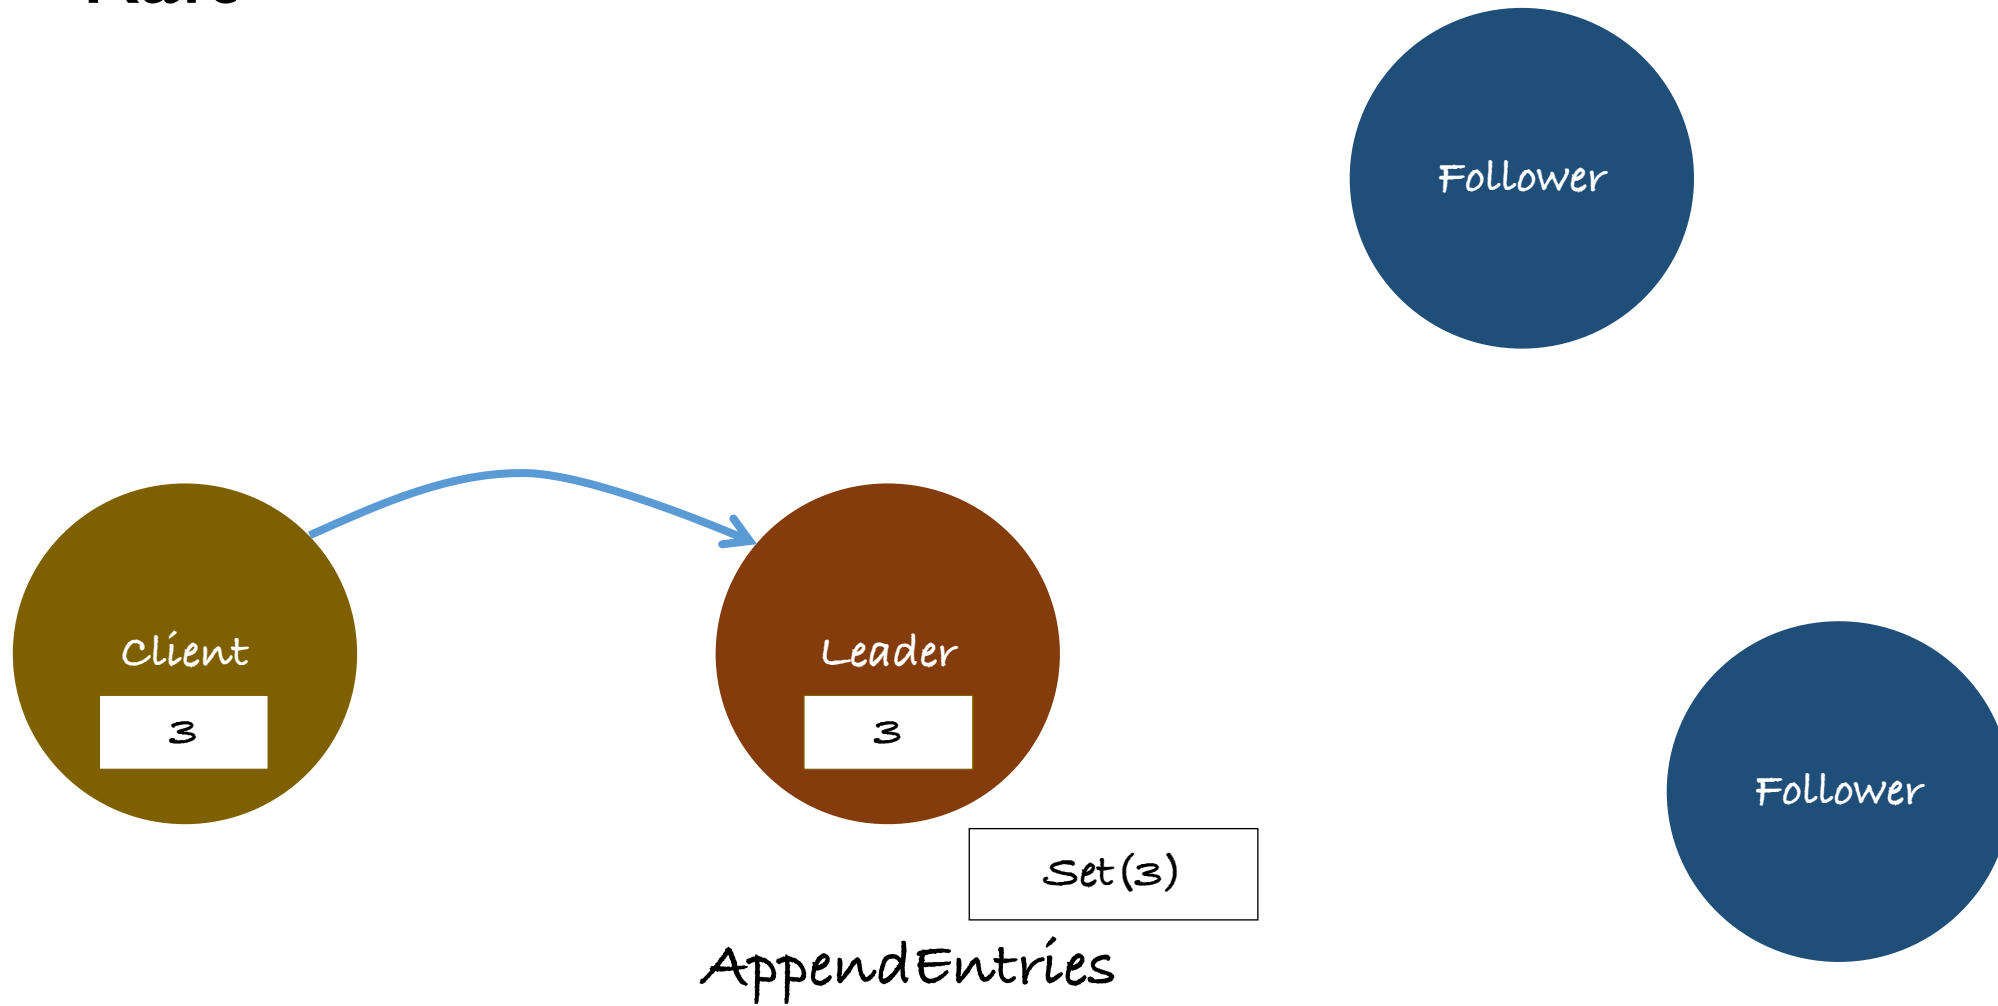 Follower
Client
3
Leader
3
Follower
Set(3)
AppendEntries